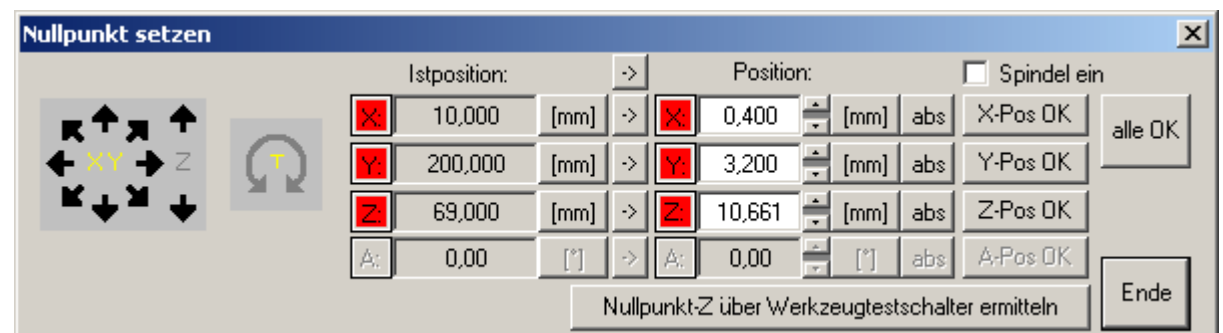 Nullpunkt setzen
Istposition: -> Position: Spindel ein
XY Z T X: 10,000 [mm] -> X: 0,400 [mm] abs X-Pos OK alle OK
Y: 200,000 [mm] -> Y: 3,200 [mm] abs Y-Pos OK
Z: 69,000 [mm] -> Z: 10,661 [mm] abs Z-Pos OK
A: 0,00 [°] -> A: 0,00 [°] abs A-Pos OK
Nullpunkt-Z über Werkzeugtestschalter ermitteln Ende